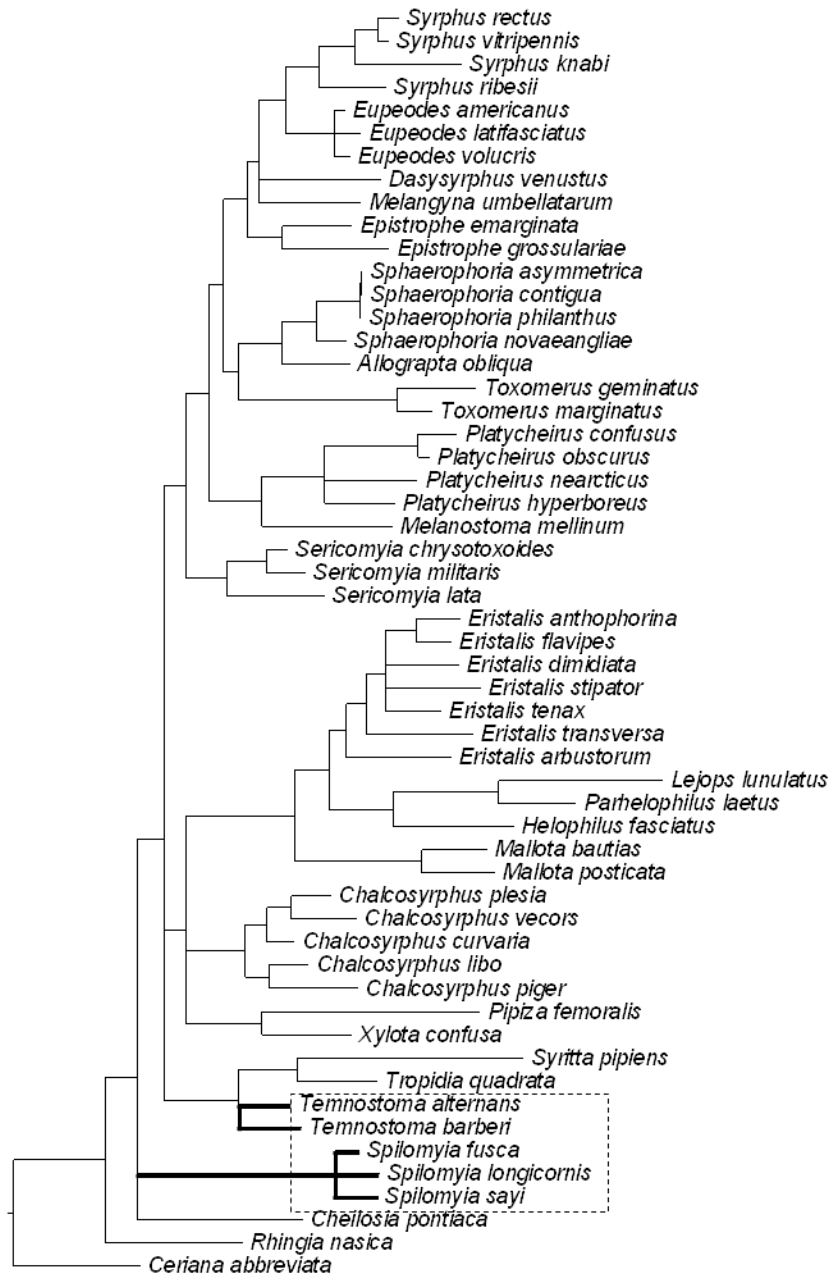 Syrphus rectus
Syrphus vitripennis
Syrphus knabi
Syrphus ribesii
Eupeodes americanus
Eupeodes latifasciatus
Eupeodes volucris
Dasysyrphus venustus
Melangyna umbellatarum
Epistrophe emarginata
Epistrophe grossulariae
Sphaerophoria asymmetrica
Sphaerophoria contigua
Sphaerophoria philanthus
Sphaerophoria novaeangliae
Allograpta obliqua
Toxomerus geminatus
Toxomerus marginatus
Platycheirus confusus
Platycheirus obscurus
Platycheirus nearcticus
Platycheirus hyperboreus
Melanostoma mellinum
Sericomyia chrysotoxoides
Sericomyia militaris
Sericomyia lata
Eristalis anthophorina
Eristalis flavipes
Eristalis dimidiata
Eristalis stipator
Eristalis tenax
Eristalis transversa
Eristalis arbustorum
Lejops lunulatus
Parhelophilus laetus
Helophilus fasciatus
Mallota bautias
Mallota posticata
Chalcosyrphus plesia
Chalcosyrphus vecors
Chalcosyrphus curvaria
Chalcosyrphus libo
Chalcosyrphus piger
Pipiza femoralis
Xylota confusa
Syritta pipiens
Tropidia quadrata
Temnostoma alternans
Temnostoma barberi
Spilomyia fusca
Spilomyia longicornis
Spilomyia sayi
Cheilosia pontiaca
Rhingia nasica
Ceriana abbreviata